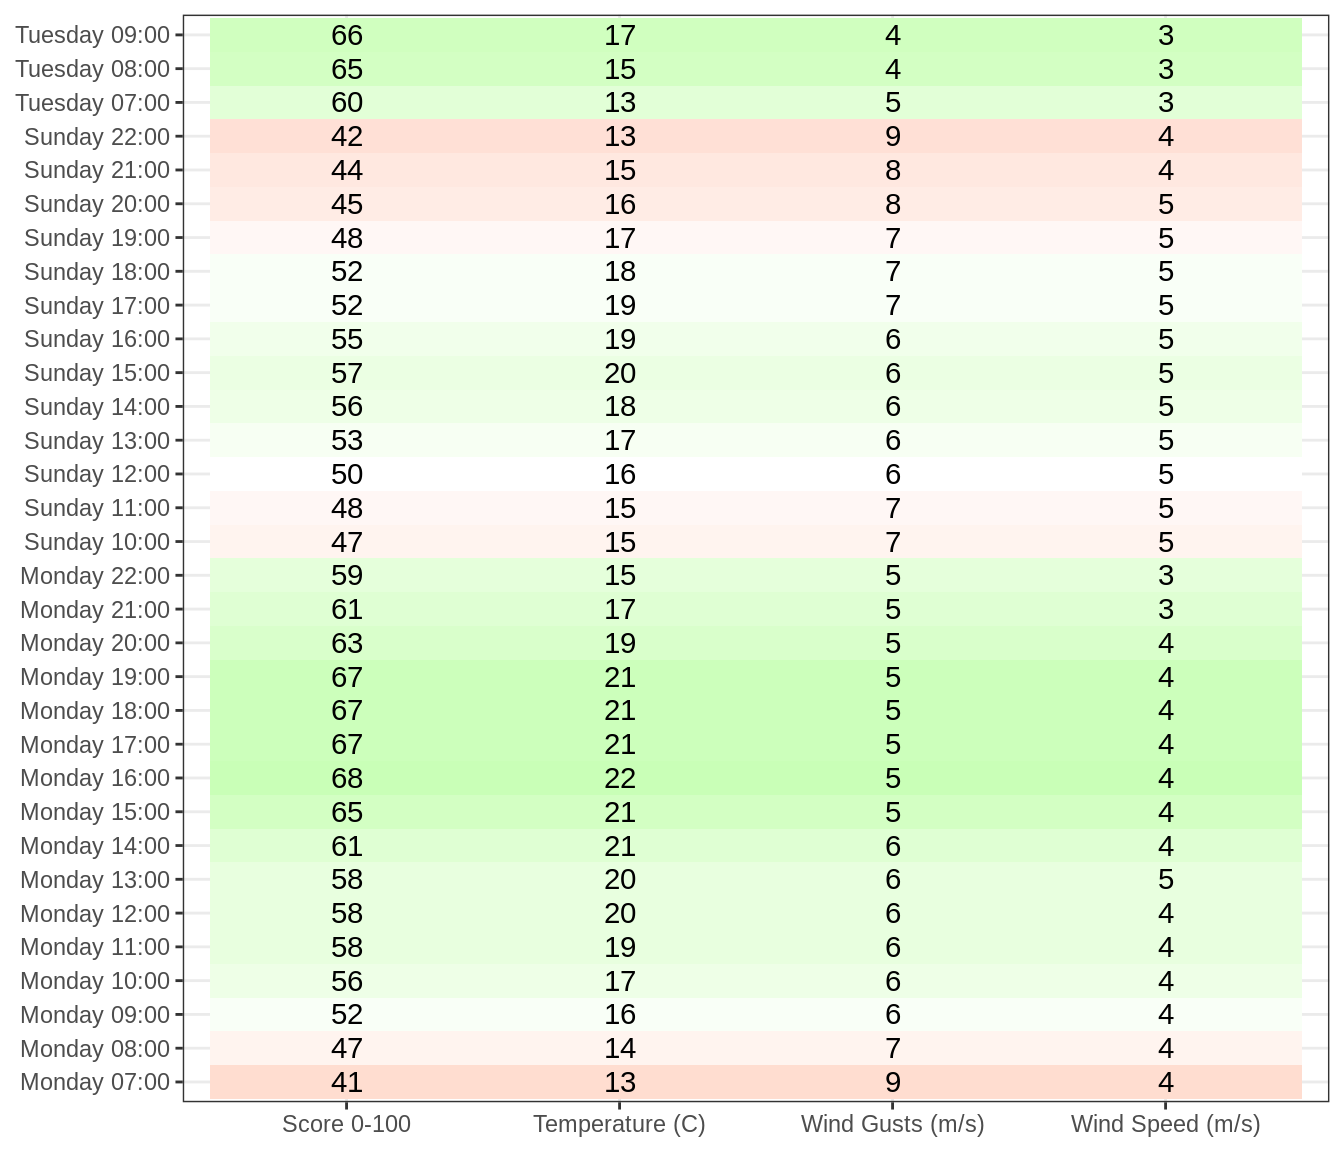 Tuesday 09:00 66 17 4 3
Tuesday 08:00 65 15 4 3
Tuesday 07:00 60 13 5 3
Sunday 22:00 42 13 9 4
Sunday 21:00 44 15 8 4
Sunday 20:00 45 16 8 5
Sunday 19:00 48 17 7 5
Sunday 18:00 52 18 7 5
Sunday 17:00 52 19 7 5
Sunday 16:00 55 19 6 5
Sunday 15:00 57 20 6 5
Sunday 14:00 56 18 6 5
Sunday 13:00 53 17 6 5
Sunday 12:00 50 16 6 5
Sunday 11:00 48 15 7 5
Sunday 10:00 47 15 7 5
Monday 22:00 59 15 5 3
Monday 21:00 61 17 5 3
Monday 20:00 63 19 5 4
Monday 19:00 67 21 5 4
Monday 18:00 67 21 5 4
Monday 17:00 67 21 5 4
Monday 16:00 68 22 5 4
Monday 15:00 65 21 5 4
Monday 14:00 61 21 6 4
Monday 13:00 58 20 6 5
Monday 12:00 58 20 6 4
Monday 11:00 58 19 6 4
Monday 10:00 56 17 6 4
Monday 09:00 52 16 6 4
Monday 08:00 47 14 7 4
Monday 07:00 41 13 9 4
Score 0-100 Temperature (C) Wind Gusts (m/s) Wind Speed (m/s)